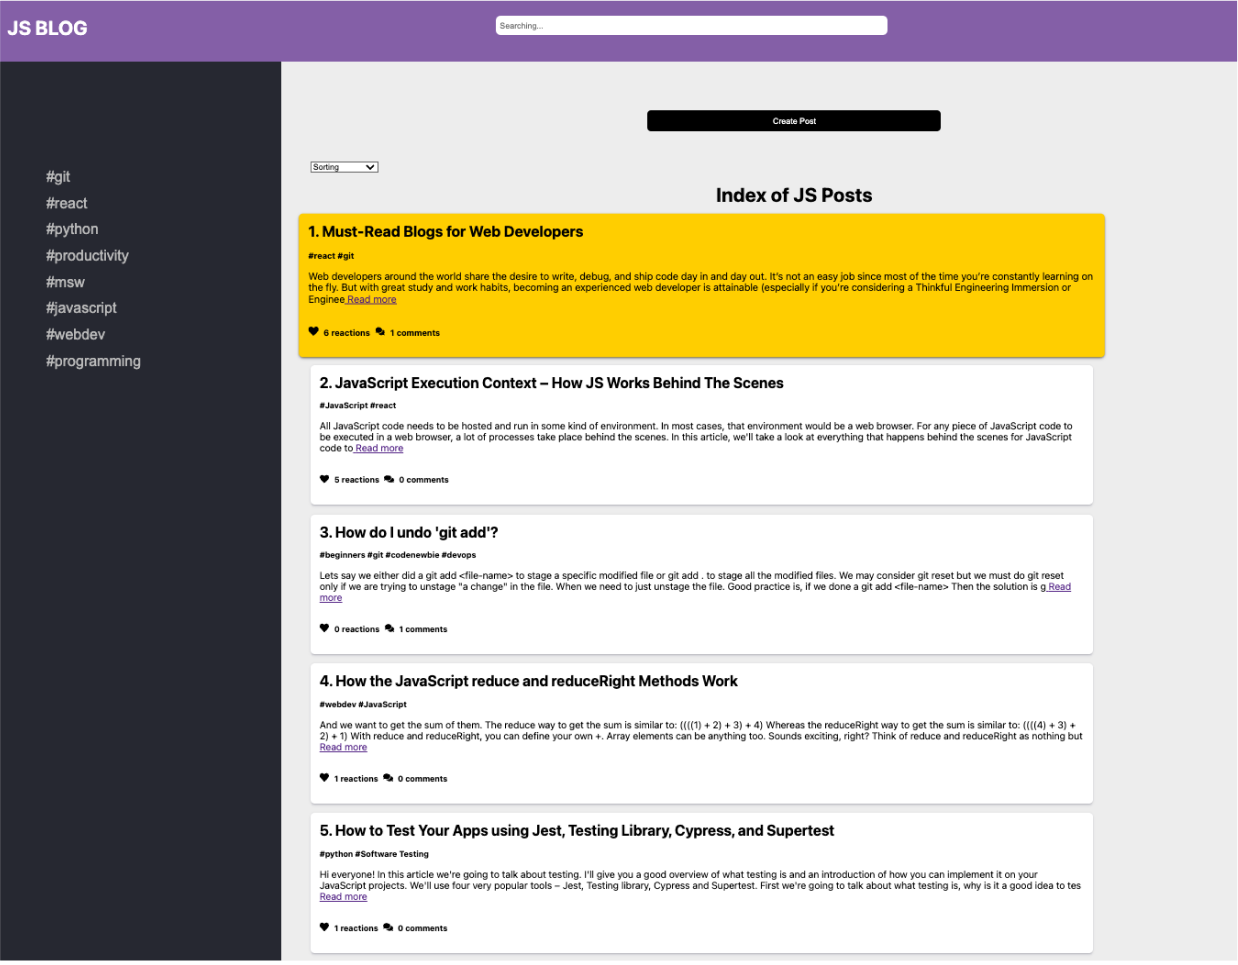 JS BLOG
Searching...
#git
#react
#python
#productivity
#msw
#javascript
#webdev
#programming
Create Post
Sorting
Index of JS Posts
1. Must-Read Blogs for Web Developers
#react #git
Web developers around the world share the desire to write, debug, and ship code day in and day out. It's not an easy job since most of the time you're constantly learning on
the fly. But with great study and work habits, becoming an experienced web developer is attainable (especially if you're considering a Thinkful Engineering Immersion or
Enginee Read more
6 reactions 1 comments
2. JavaScript Execution Context – How JS Works Behind The Scenes
#JavaScript #react
All JavaScript code needs to be hosted and run in some kind of environment. In most cases, that environment would be a web browser. For any piece of JavaScript code to
be executed in a web browser, a lot of processes take place behind the scenes. In this article, we'll take a look at everything that happens behind the scenes for JavaScript
code to Read more
5 reactions 0 comments
3. How do I undo 'git add'?
#beginners #git #codenewbie #devops
Lets say we either did a git add <file-name> to stage a specific modified file or git add . to stage all the modified files. We may consider git reset but we must do git reset
only if we are trying to unstage "a change" in the file. When we need to just unstage the file. Good practice is, if we done a git add <file-name> Then the solution is g Read
more
0 reactions 1 comments
4. How the JavaScript reduce and reduceRight Methods Work
#webdev #JavaScript
And we want to get the sum of them. The reduce way to get the sum is similar to: ((((1) + 2) + 3) + 4) Whereas the reduceRight way to get the sum is similar to: ((((4) + 3) +
2) + 1) With reduce and reduceRight, you can define your own +. Array elements can be anything too. Sounds exciting, right? Think of reduce and reduceRight as nothing but
Read more
1 reactions 0 comments
5. How to Test Your Apps using Jest, Testing Library, Cypress, and Supertest
#python #Software Testing
Hi everyone! In this article we're going to talk about testing. I'll give you a good overview of what testing is and an introduction of how you can implement it on your
JavaScript projects. We'll use four very popular tools – Jest, Testing library, Cypress and Supertest. First we're going to talk about what testing is, why is it a good idea to tes
Read more
1 reactions 0 comments